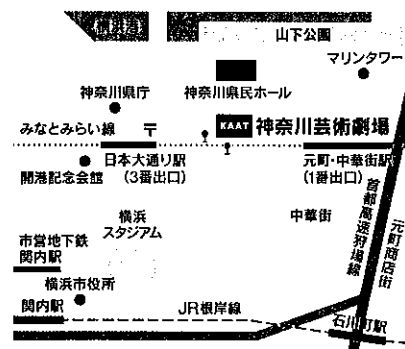 横浜港
山下公園
マリンタワー
神奈川県庁
神奈川県民ホール
みなとみらい線
〒
KAAT 神奈川芸術劇場
開港記念会館
日本大通り駅
(3番出口)
元町・中華街駅
(1番出口)
横浜
スタジアム
中華街
首都高速狩場線
元町商店街
市営地下鉄
関内駅
横浜市役所
関内駅
JR根岸線
石川町駅